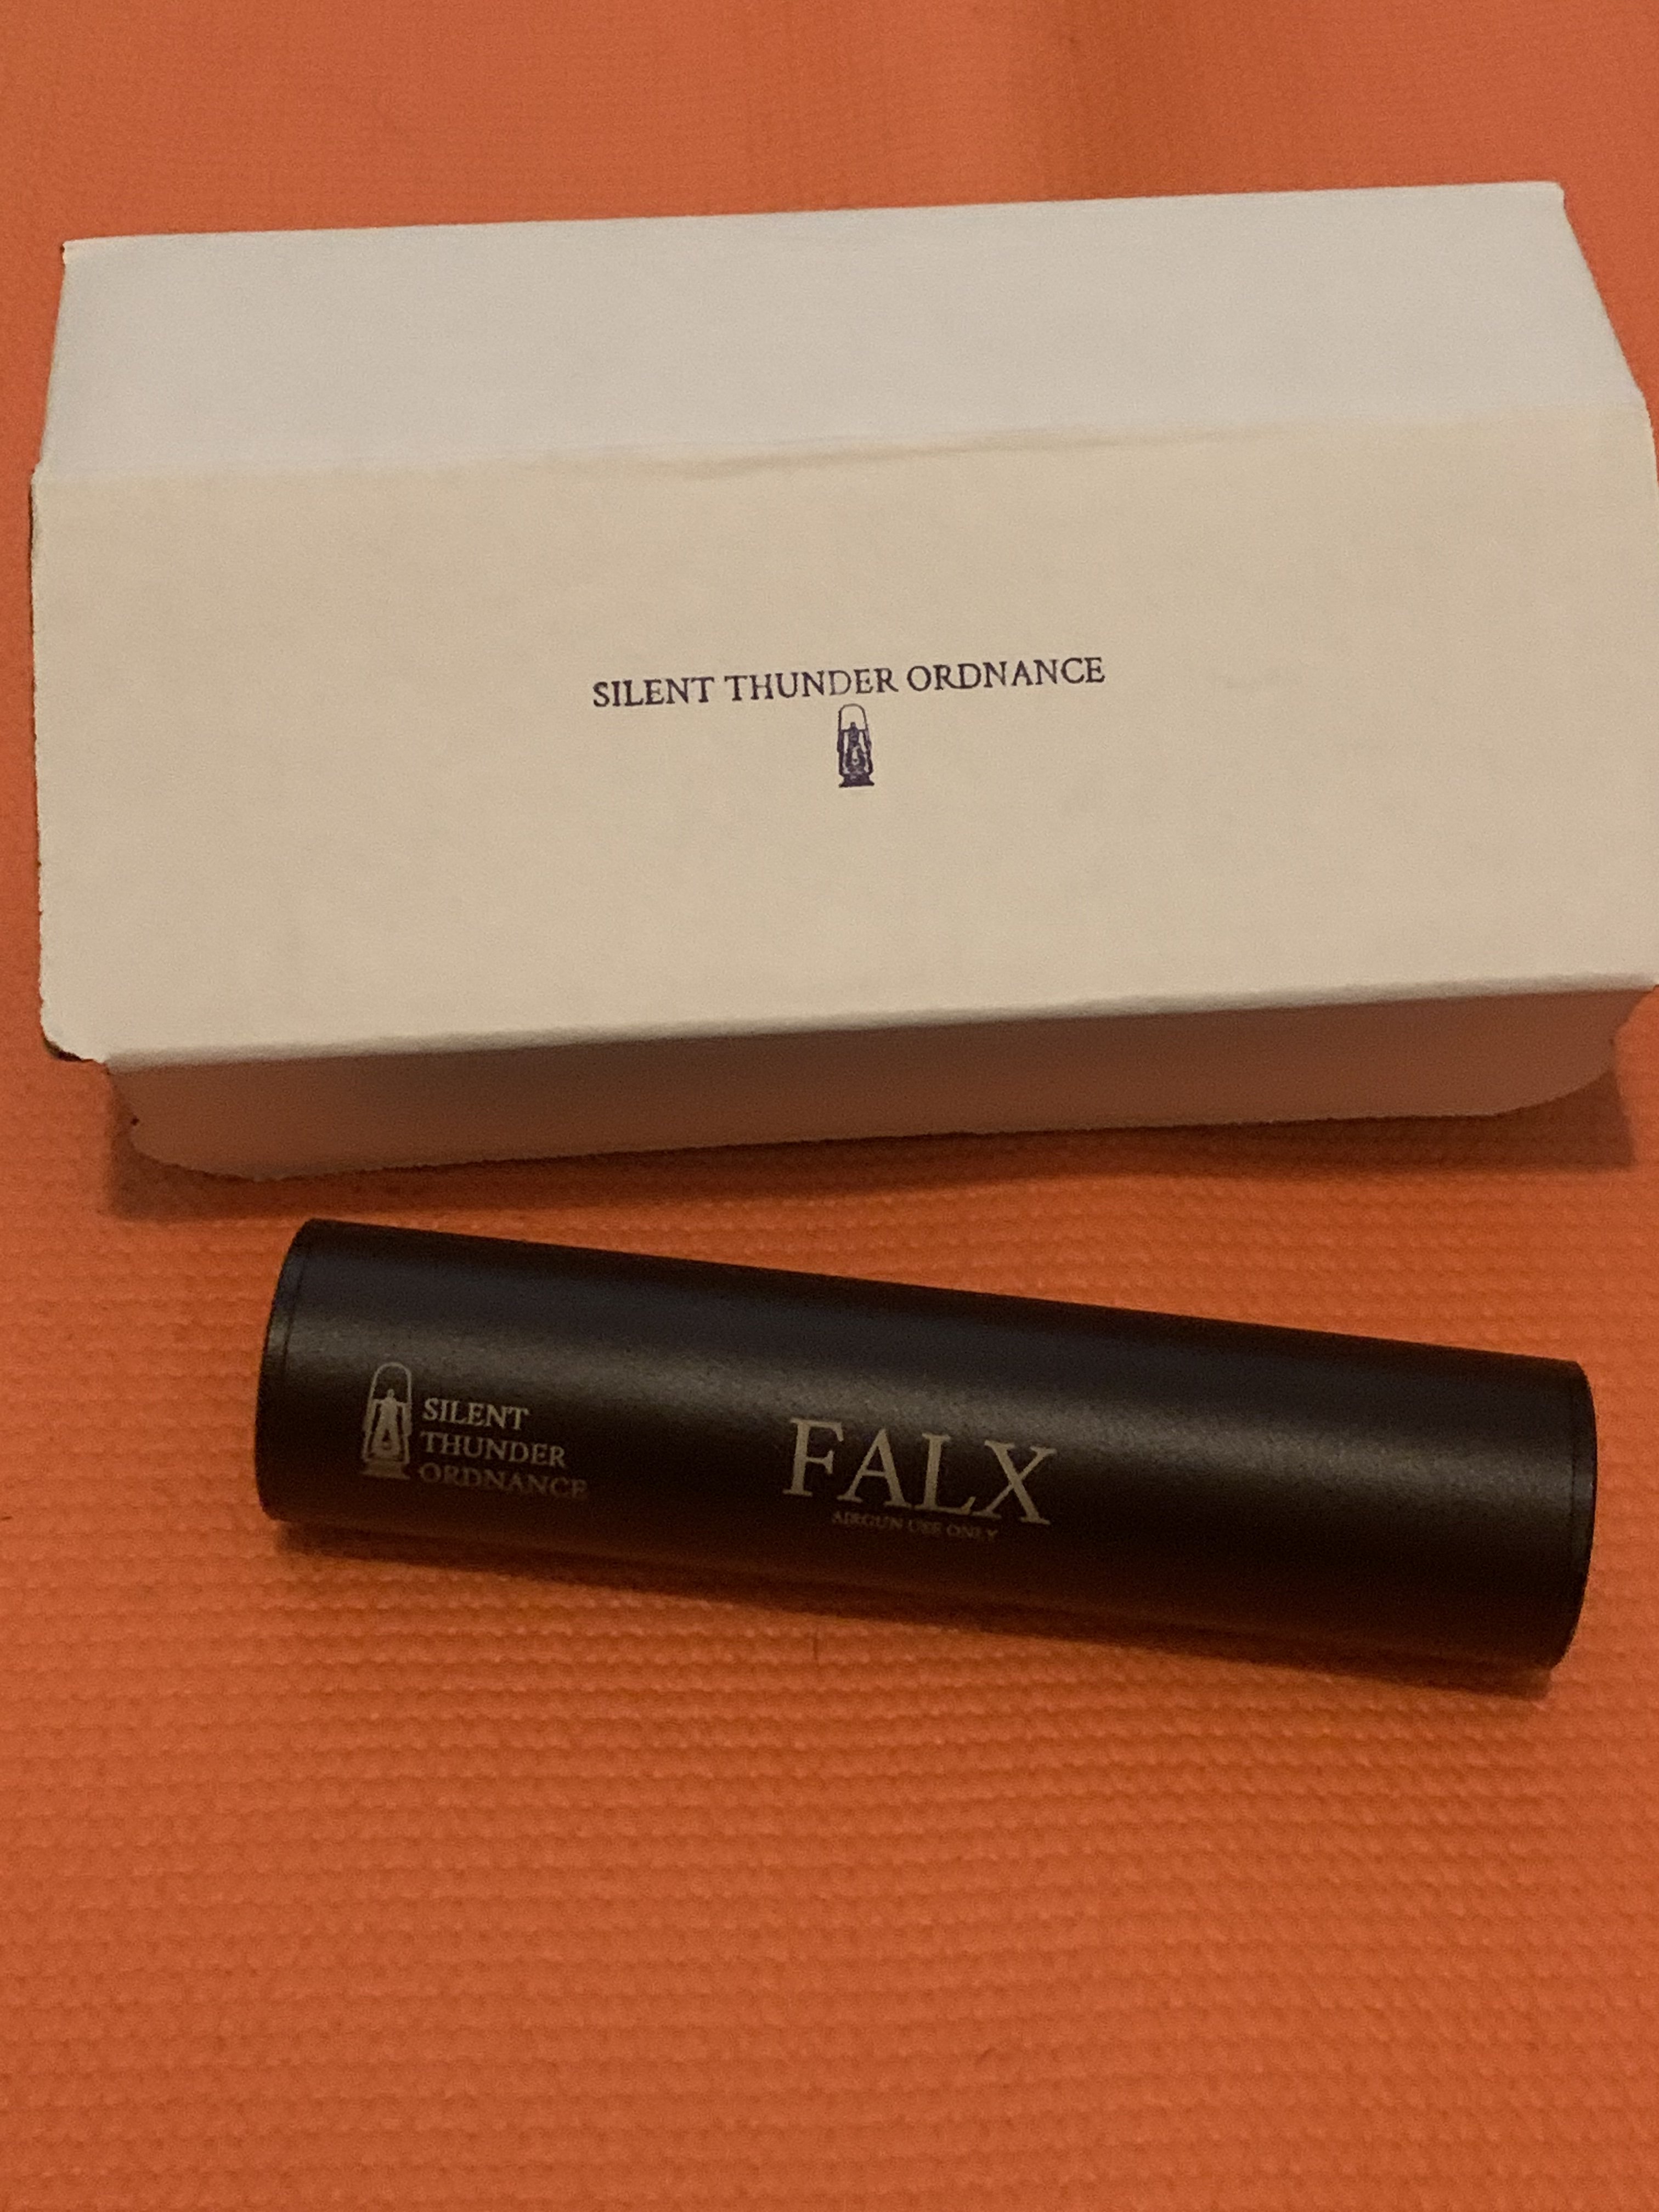 SILENT THUNDER ORDNANCE
SILENT
THUNDER
ORDNANCE
FALX
AIRGUN USE ONLY